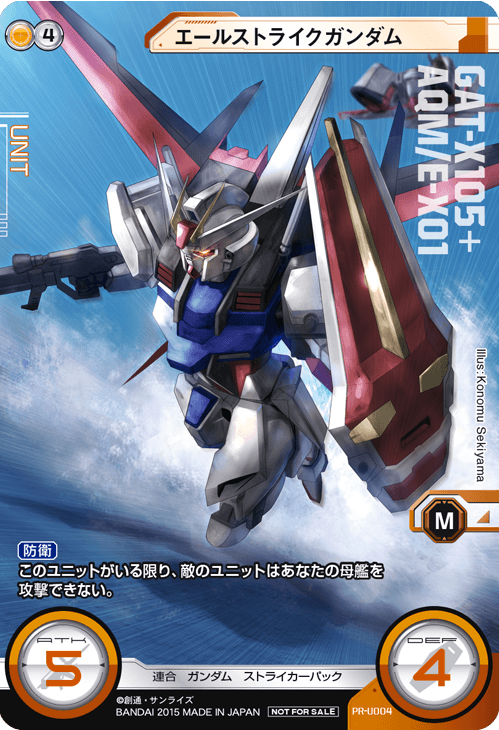 4
エールストライクガンダム
GAT-X105+
AQM/E-X01
UNIT
Illus:Konomu Sekiyama
M
防衛
このユニットがいる限り、敵のユニットはあなたの母艦を
攻撃できない。
ATK
5
DEF
4
連合 ガンダム ストライカーパック
©創通・サンライズ
BANDAI 2015 MADE IN JAPAN NOT FOR SALE PR-U004